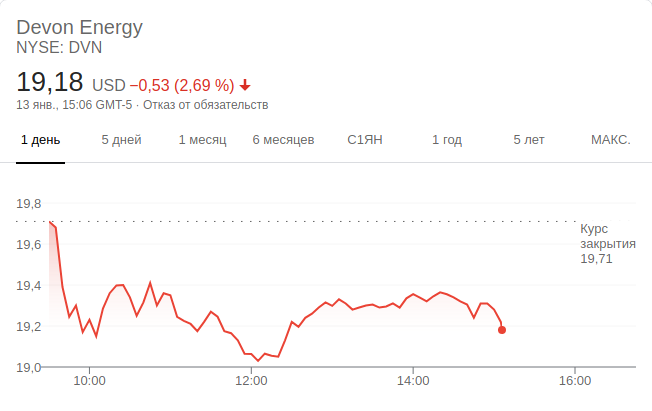 Devon Energy
NYSE: DVN
19,18 USD −0,53 (2,69 %)
13 янв., 15:06 GMT-5 · Отказ от обязательств
1 день 5 дней 1 месяц 6 месяцев С1ЯН 1 год 5 лет МАКС.
19,8
Курс
закрытия
19,71
19,6
19,4
19,2
19,0
10:00 12:00 14:00 16:00